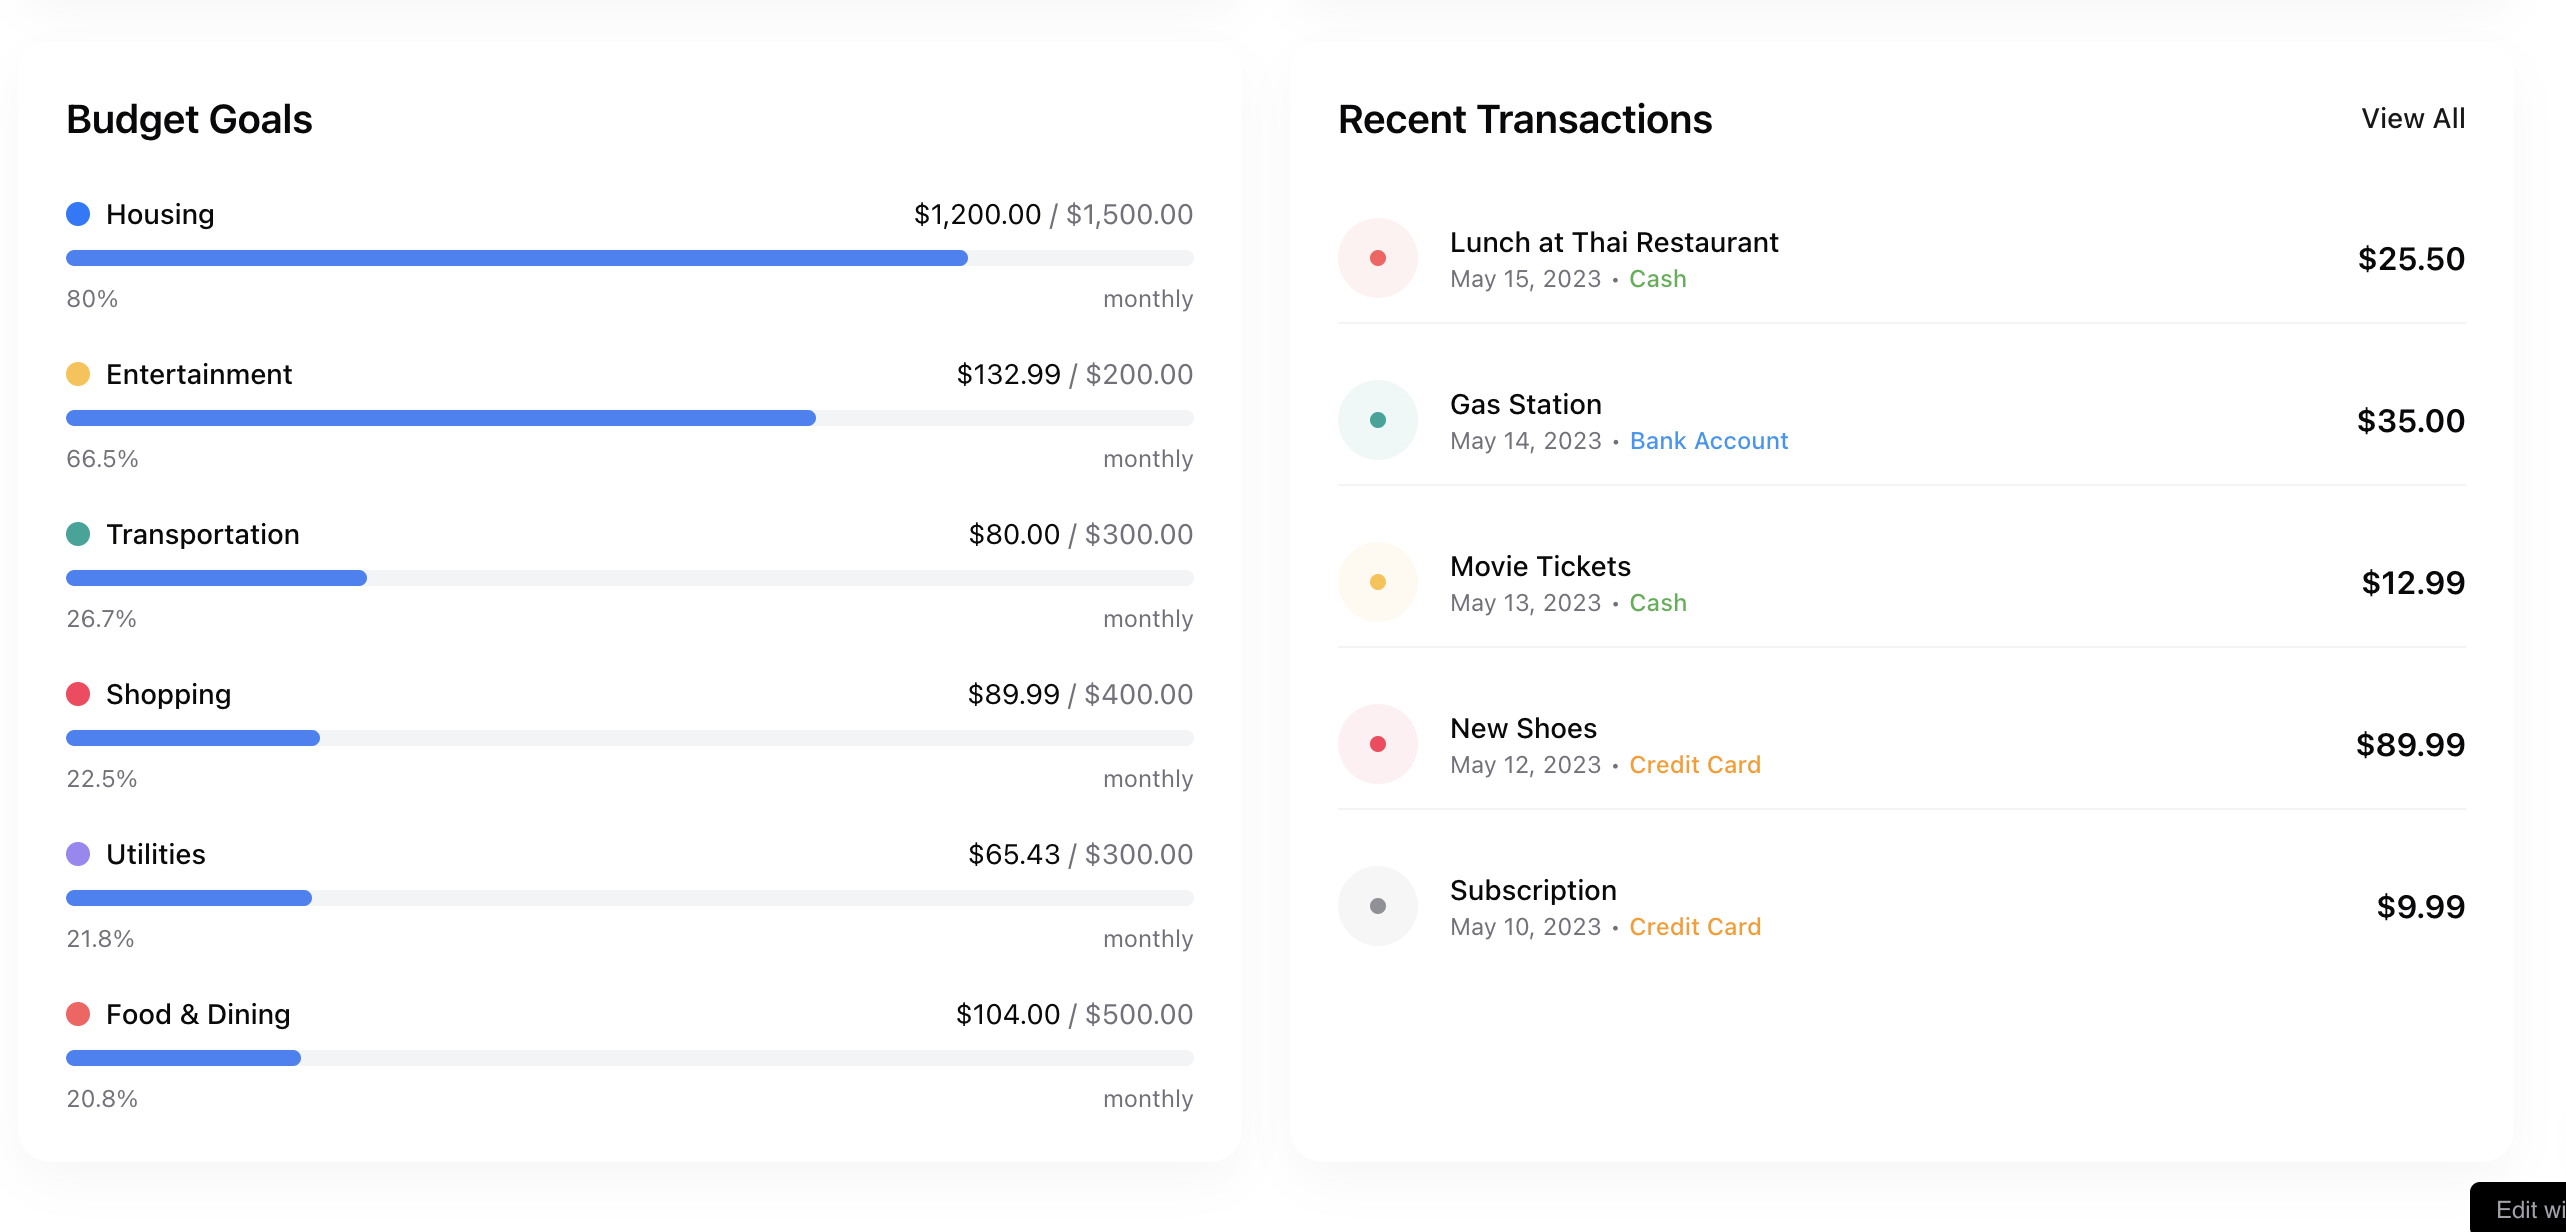 Budget Goals
Housing $1,200.00 / $1,500.00
80% monthly
Entertainment $132.99 / $200.00
66.5% monthly
Transportation $80.00 / $300.00
26.7% monthly
Shopping $89.99 / $400.00
22.5% monthly
Utilities $65.43 / $300.00
21.8% monthly
Food & Dining $104.00 / $500.00
20.8% monthly
Recent Transactions View All
Lunch at Thai Restaurant
May 15, 2023 • Cash
$25.50
Gas Station
May 14, 2023 • Bank Account
$35.00
Movie Tickets
May 13, 2023 • Cash
$12.99
New Shoes
May 12, 2023 • Credit Card
$89.99
Subscription
May 10, 2023 • Credit Card
$9.99
Edit